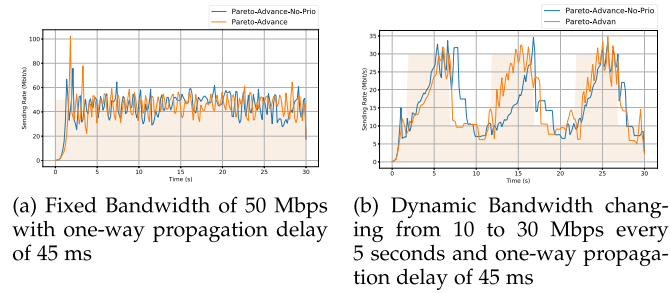 Pareto-Advance-No-Prio
Pareto-Advance
Sending Rate (Mbit/s)
100
80
60
40
20
0
0
5
10
15
20
25
30
Time (s)
Pareto-Advance-No-Prio
Pareto-Advan
Sending Rate (Mbit/s)
35
30
25
20
15
10
5
0
0
5
10
15
20
25
30
Time (s)
(a) Fixed Bandwidth of 50 Mbps
with one-way propagation delay
of 45 ms
(b) Dynamic Bandwidth chang-
ing from 10 to 30 Mbps every
5 seconds and one-way propaga-
tion delay of 45 ms